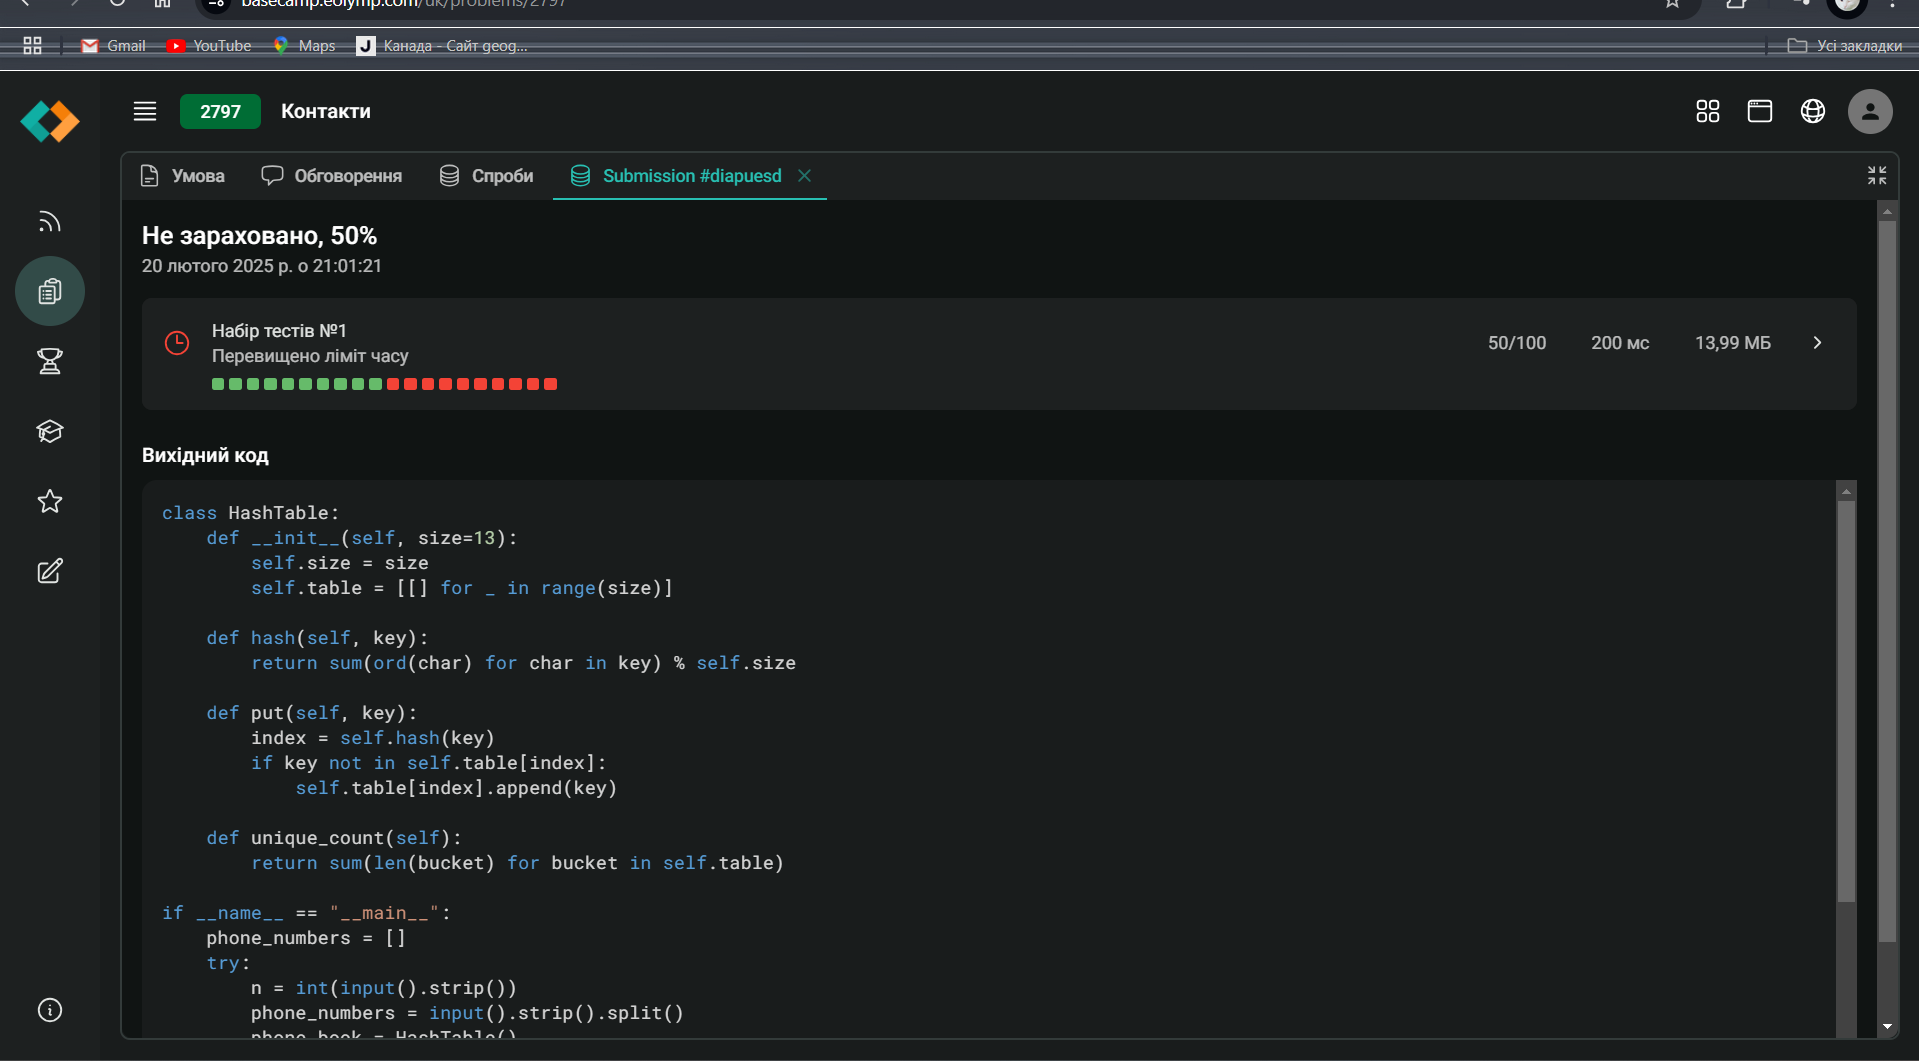 basecamp.eolymp.com/uk/problems/2797
Gmail YouTube Maps Канада - Сайт geog... Усі закладки
2797 Контакти
Умова Обговорення Спроби Submission #diapuesd
Не зараховано, 50%
20 лютого 2025 р. о 21:01:21
Набір тестів №1
Перевищено ліміт часу
50/100 200 мс 13,99 МБ
Вихідний код
class HashTable:
    def __init__(self, size=13):
        self.size = size
        self.table = [[] for _ in range(size)]
    def hash(self, key):
        return sum(ord(char) for char in key) % self.size
    def put(self, key):
        index = self.hash(key)
        if key not in self.table[index]:
            self.table[index].append(key)
    def unique_count(self):
        return sum(len(bucket) for bucket in self.table)
if __name__ == "__main__":
    phone_numbers = []
    try:
        n = int(input().strip())
        phone_numbers = input().strip().split()
        phone_book = HashTable()